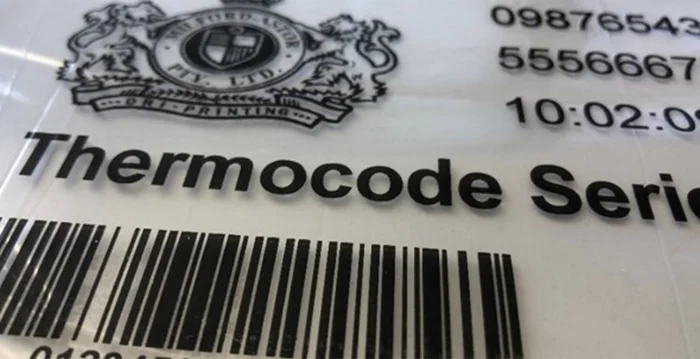 PTY. LTD.
DRI-PRINTING
Thermocode Serie
09876543
5556667
10:02:0